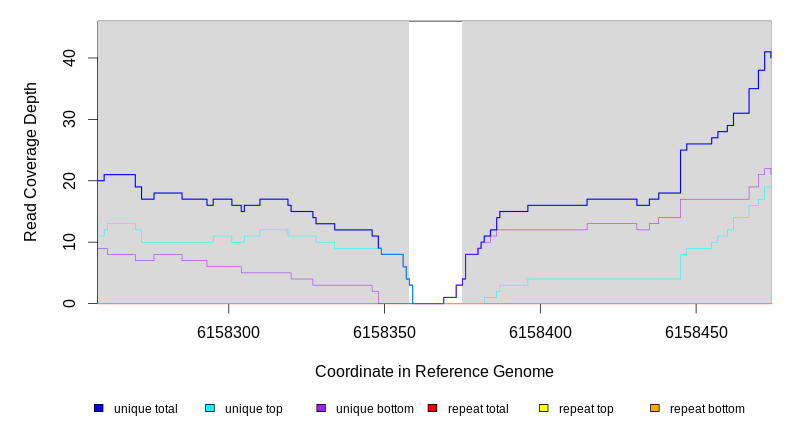 40
30
20
10
0
Read Coverage Depth
6158300 6158350 6158400 6158450
Coordinate in Reference Genome
unique total unique top unique bottom repeat total repeat top repeat bottom